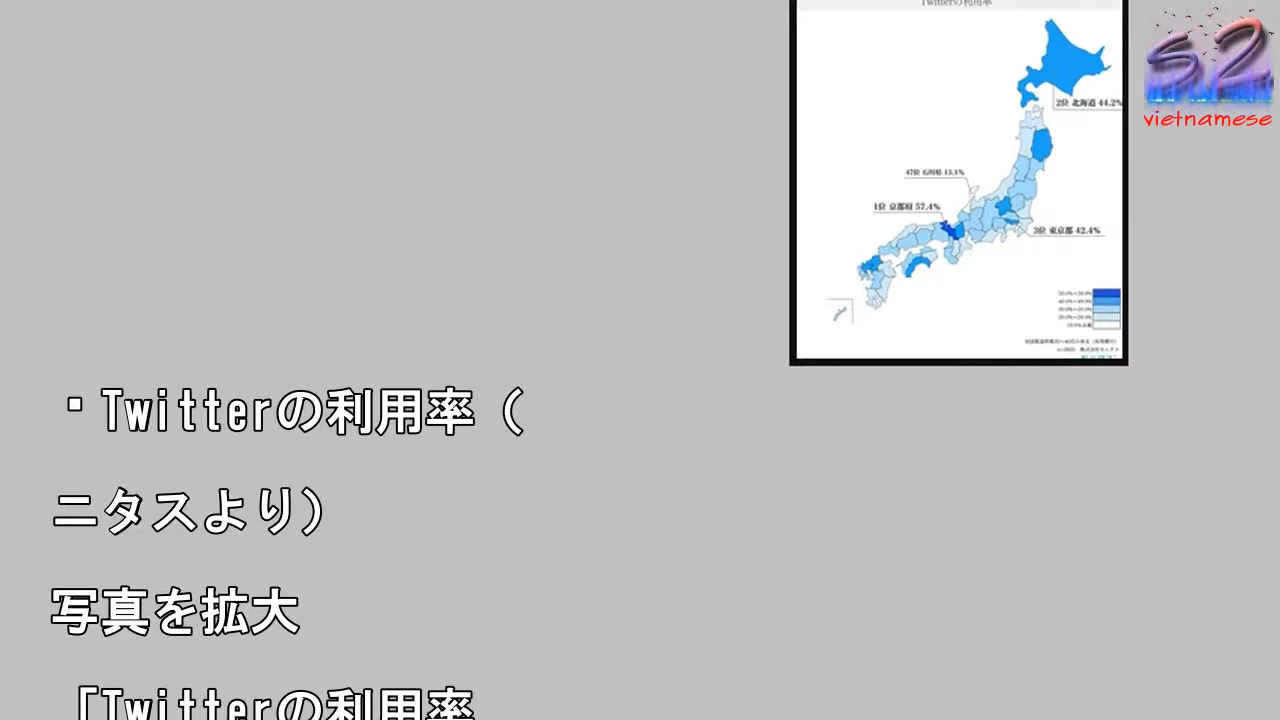 Twitterの利用率
2位 北海道 44.2%
47位 石川県 13.1%
1位 京都府 57.4%
3位 東京都 42.4%
S2
vietnamese
・Twitterの利用率（
ニタスより）
写真を拡大
「Twitterの利用率